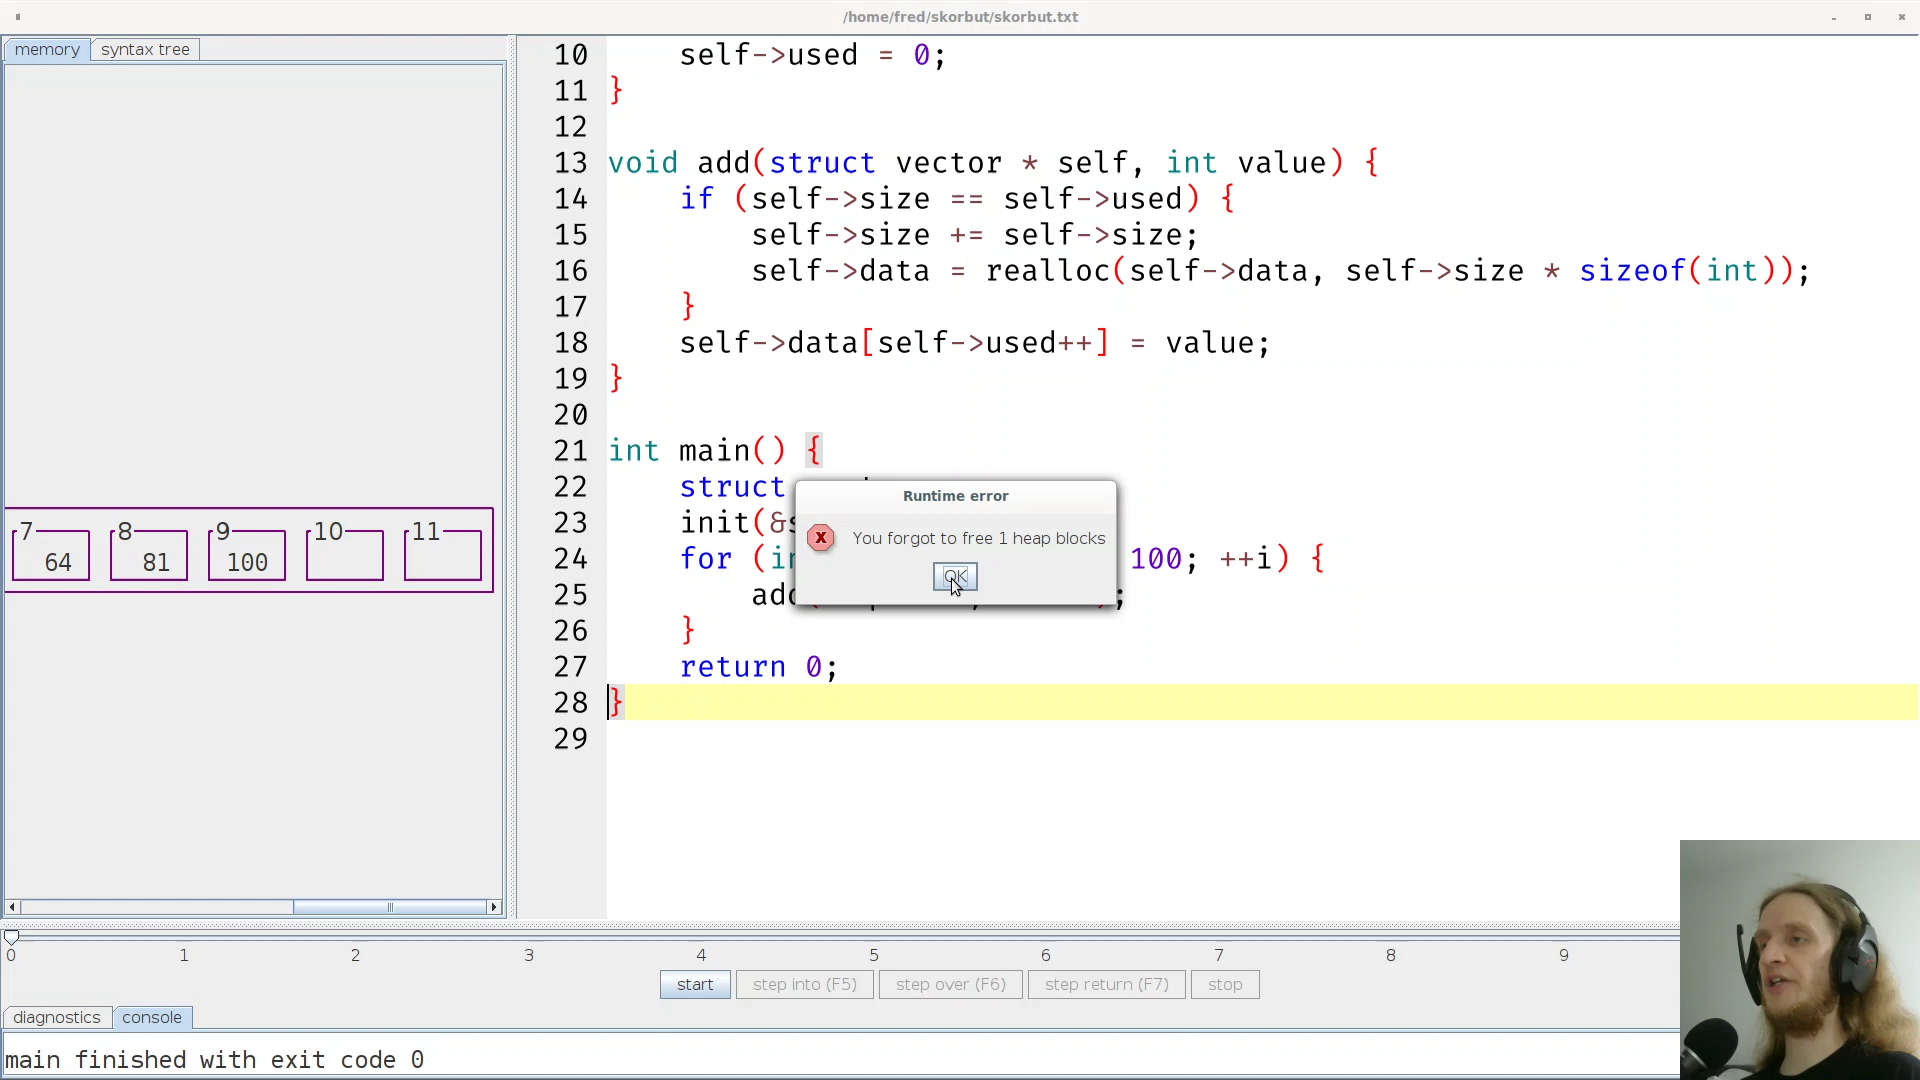 /home/fred/skorbut/skorbut.txt
memory syntax tree
7 8 9 10 11
64 81 100
10 self->used = 0;
11 }
12
13 void add(struct vector * self, int value) {
14 if (self->size == self->used) {
15 self->size += self->size;
16 self->data = realloc(self->data, self->size * sizeof(int));
17 }
18 self->data[self->used++] = value;
19 }
20
21 int main() {
22 struct
23 init(&s
24 for (in 100; ++i) {
25 add( ;
26 }
27 return 0;
28 }
29
Runtime error
X You forgot to free 1 heap blocks
OK
0 1 2 3 4 5 6 7 8 9
start step into (F5) step over (F6) step return (F7) stop
diagnostics console
main finished with exit code 0